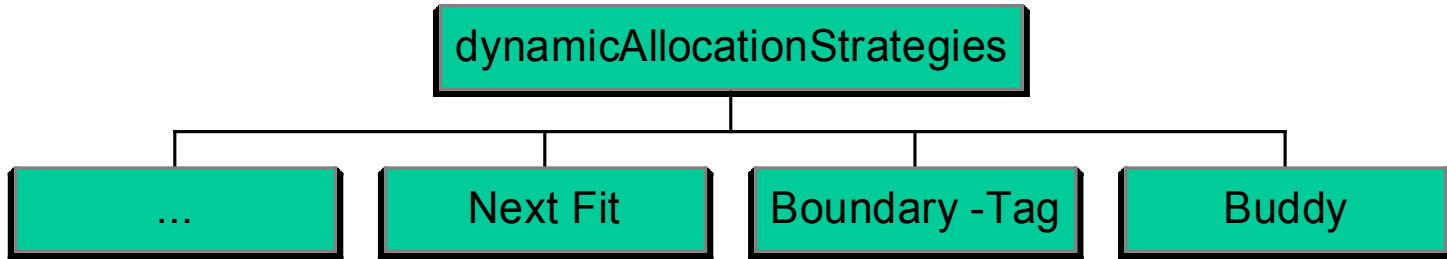 dynamicAllocationStrategies
...
Next Fit
Boundary -Tag
Buddy